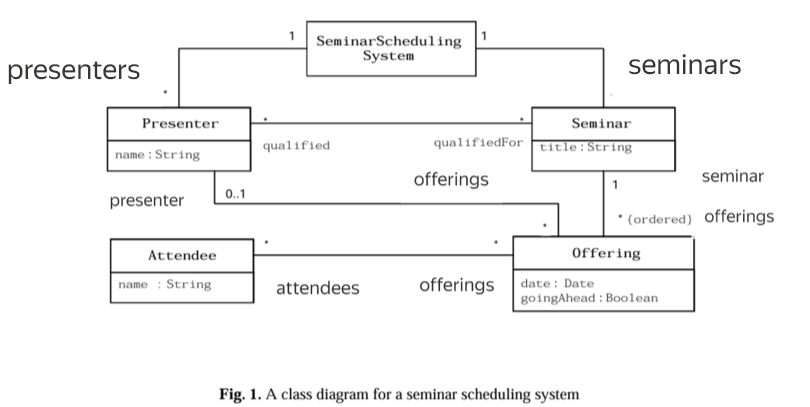 1
SeminarScheduling
System
1
presenters
seminars
*
Presenter
*
*
Seminar
name : String
qualified
qualifiedFor
title : String
offerings
1
seminar
presenter
0..1
* {ordered}
offerings
*
Attendee
*
*
Offering
name : String
attendees
offerings
date : Date
goingAhead : Boolean
Fig. 1. A class diagram for a seminar scheduling system